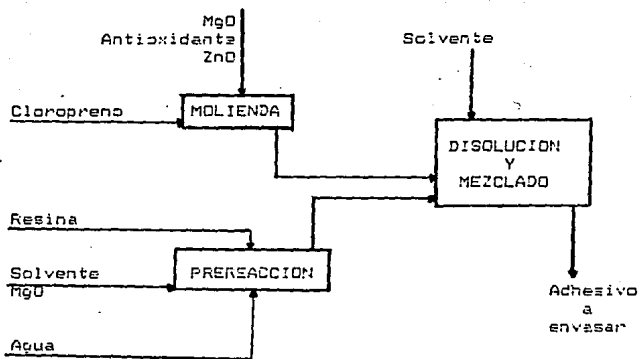 MgO
Antioxidante
ZnO
Solvente
Cloropreno
MOLIENDA
DISOLUCION
Y
MEZCLADO
Resina
Solvente
MgO
PREREACCION
Agua
Adhesivo
a
envasar